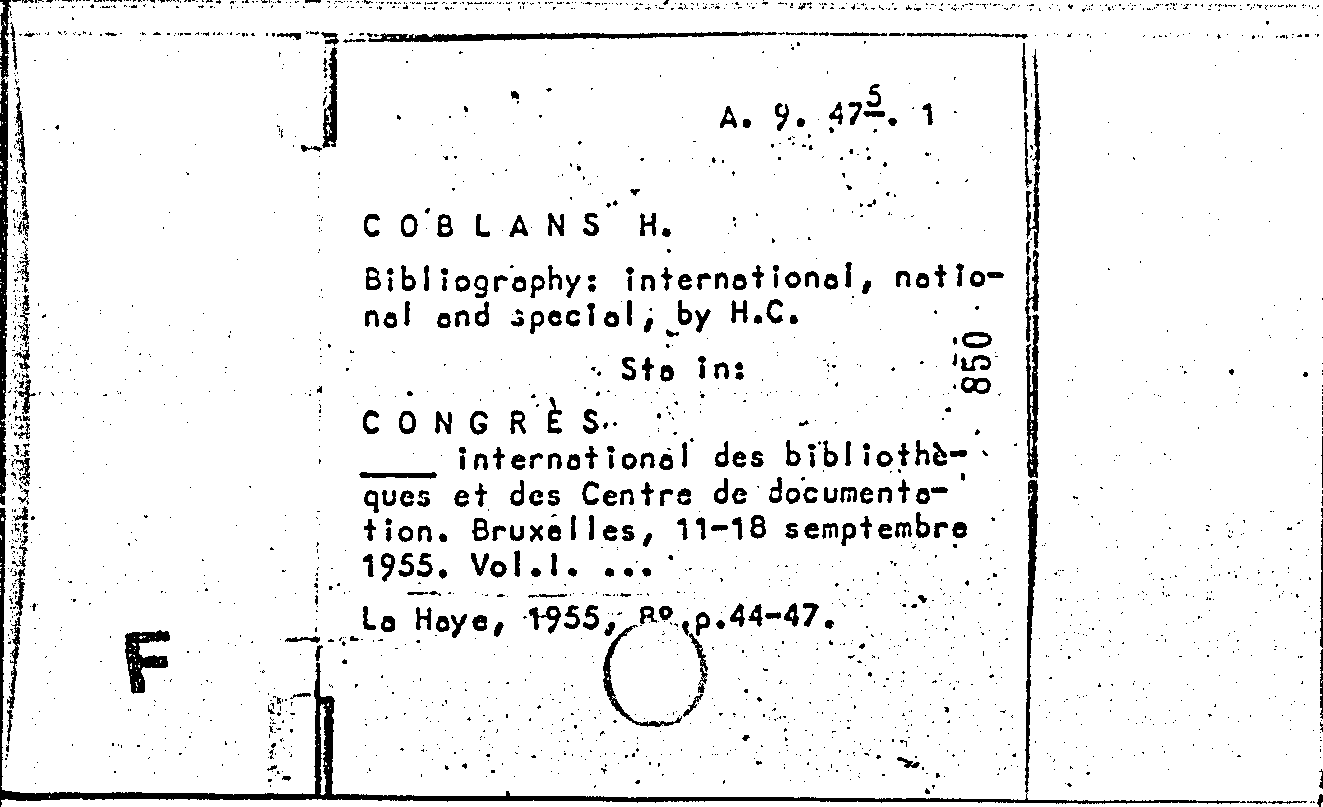 A. 9. 47⁵. 1
COBLANS H.
Bibliography: international, natio-
nal and special, by H.C.
Sta in:
850
CONGRÈS
____ international des bibliothè-
ques et des Centre de documenta-
tion. Bruxelles, 11-18 semptembre
1955. Vol.I. ...
La Haye, 1955, 8º, p.44-47.
F